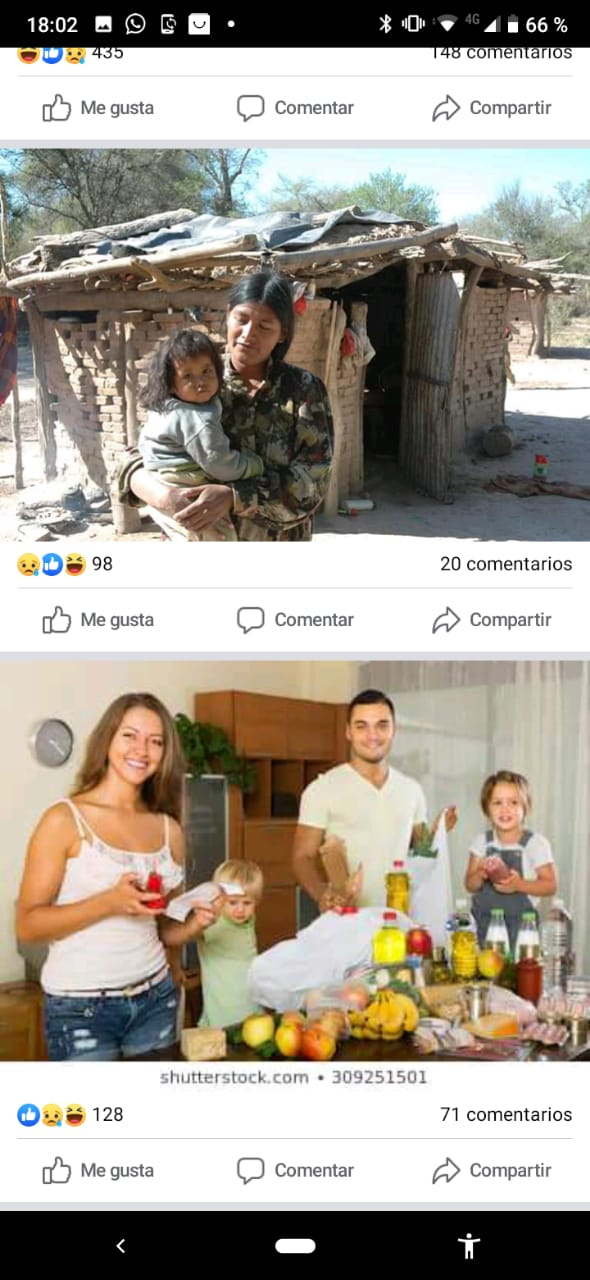 18:02 4G 66 %
435 148 comentarios
Me gusta Comentar Compartir
98 20 comentarios
Me gusta Comentar Compartir
shutterstock.com • 309251501
128 71 comentarios
Me gusta Comentar Compartir